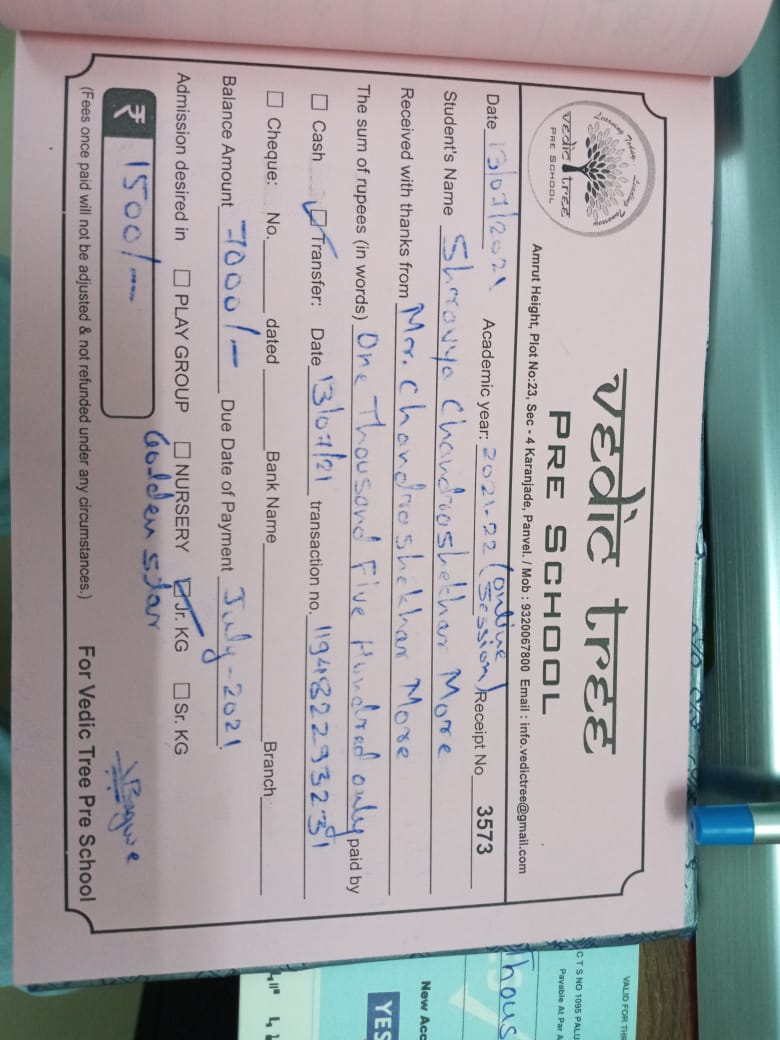 vedic tree
PRE SCHOOL
Learning Today
vedic tree
PRE SCHOOL
Amrut Height, Plot No:23, Sec - 4 Karanjade, Panvel. / Mob : 9320067800 Email : info.vedictree@gmail.com
Date 13/07/2021 Academic year: 2021-22 (online Session) Receipt No 3573
Student's Name Shravya Chandrashekhar More
Received with thanks from Mr. Chandrashekhar More
The sum of rupees (in words) One Thousand Five Hundred only paid by
☐ Cash ☑ Transfer: Date 13/07/21 transaction no. 119482293231
☐ Cheque: No. dated Bank Name Branch
Balance Amount 7000/- Due Date of Payment July-2021
Admission desired in ☐ PLAY GROUP ☐ NURSERY ☑ Jr. KG ☐ Sr. KG
Golden star
₹ 1500/-
(Fees once paid will not be adjusted & not refunded under any circumstances.) For Vedic Tree Pre School
VALID FOR
C T S NO 1095 PALU
Payable At Par
Thous
New Acc
YES